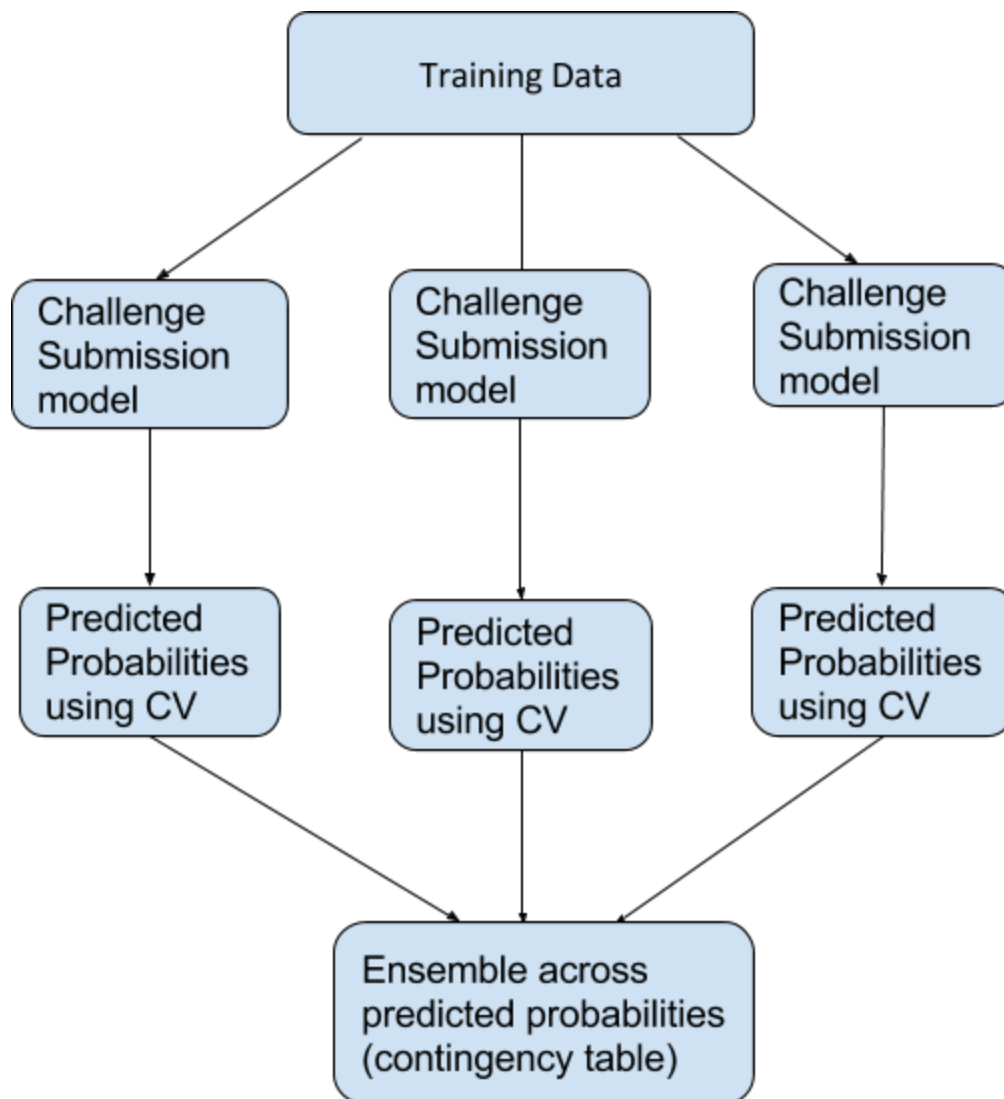 Training Data
Challenge
Submission
model
Challenge
Submission
model
Challenge
Submission
model
Predicted
Probabilities
using CV
Predicted
Probabilities
using CV
Predicted
Probabilities
using CV
Ensemble across
predicted probabilities
(contingency table)